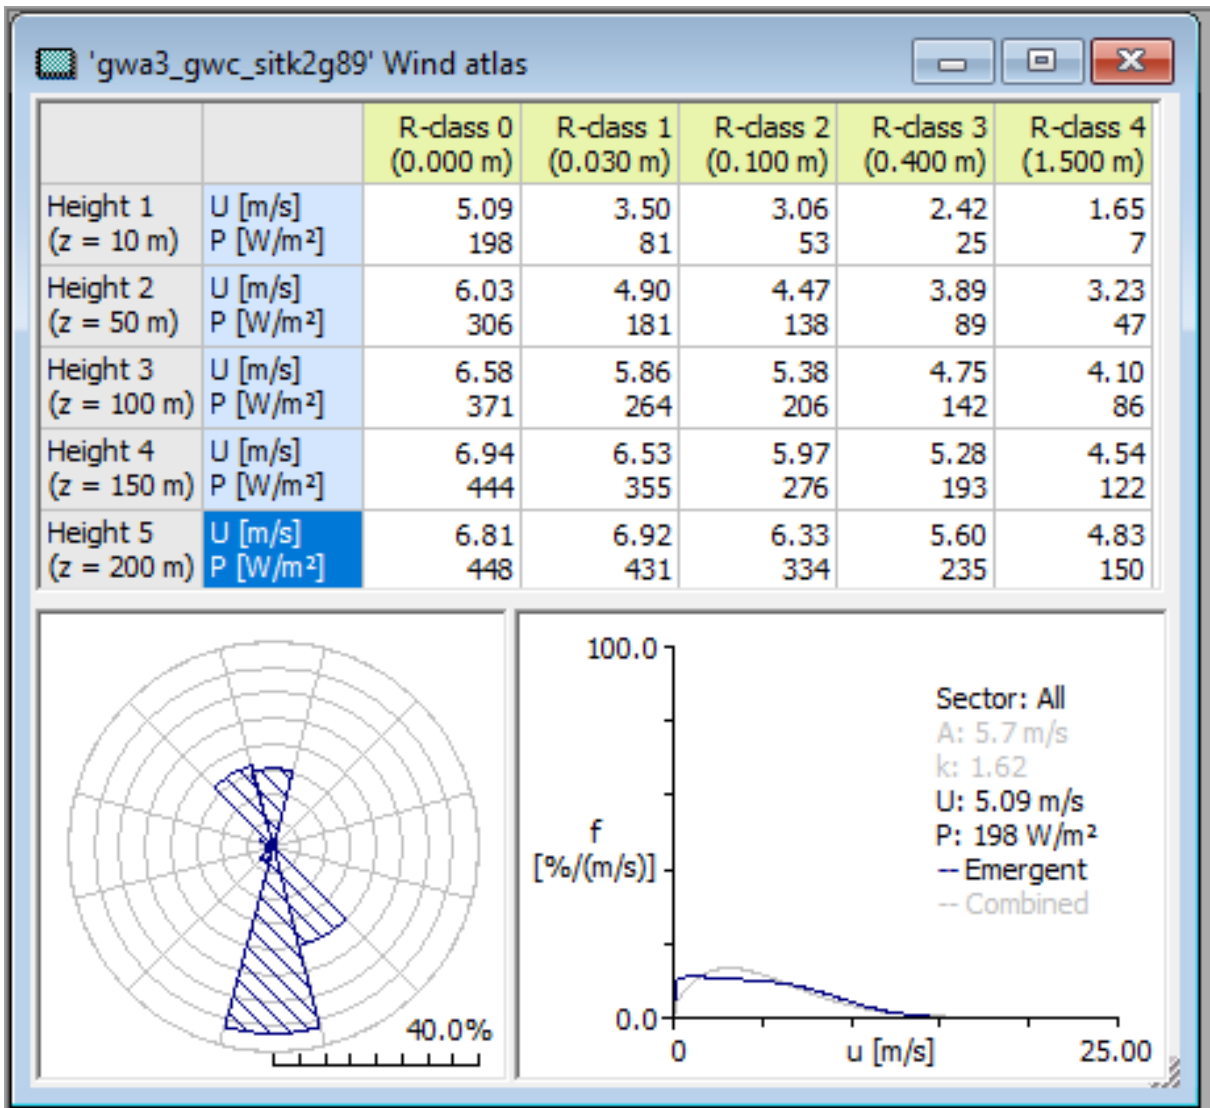 'gwa3_gwc_sitk2g89' Wind atlas
R-class 0 R-class 1 R-class 2 R-class 3 R-class 4
(0.000 m) (0.030 m) (0.100 m) (0.400 m) (1.500 m)
Height 1 U [m/s] 5.09 3.50 3.06 2.42 1.65
(z = 10 m) P [W/m²] 198 81 53 25 7
Height 2 U [m/s] 6.03 4.90 4.47 3.89 3.23
(z = 50 m) P [W/m²] 306 181 138 89 47
Height 3 U [m/s] 6.58 5.86 5.38 4.75 4.10
(z = 100 m) P [W/m²] 371 264 206 142 86
Height 4 U [m/s] 6.94 6.53 5.97 5.28 4.54
(z = 150 m) P [W/m²] 444 355 276 193 122
Height 5 U [m/s] 6.81 6.92 6.33 5.60 4.83
(z = 200 m) P [W/m²] 448 431 334 235 150
40.0%
100.0
Sector: All
A: 5.7 m/s
k: 1.62
U: 5.09 m/s
P: 198 W/m²
-- Emergent
-- Combined
f
[%/(m/s)]
0.0
0 u [m/s] 25.00